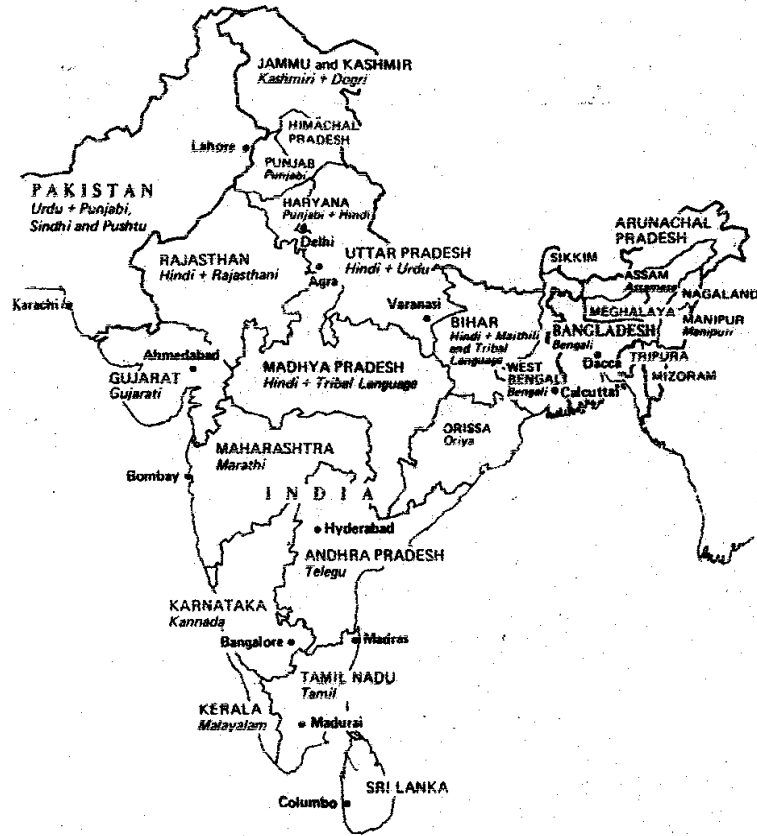 JAMMU and KASHMIR
Kashmiri + Dogri
HIMACHAL
PRADESH
Lahore
PUNJAB
Punjabi
PAKISTAN
Urdu + Punjabi,
Sindhi and Pushtu
HARYANA
Punjabi + Hindi
Delhi
ARUNACHAL
PRADESH
RAJASTHAN
Hindi + Rajasthani
UTTAR PRADESH
Hindi + Urdu
SIKKIM
Agra
ASSAM
Assamese
NAGALAND
Karachi
Varanasi
BIHAR
Hindi + Maithili
and Tribal
Language
MEGHALAYA
MANIPUR
Manipuri
BANGLADESH
Bengali
Ahmedabad
GUJARAT
Gujarati
MADHYA PRADESH
Hindi + Tribal Language
WEST
BENGAL
Bengali
Dacca
TRIPURA
MIZORAM
Calcutta
ORISSA
Oriya
MAHARASHTRA
Marathi
Bombay
INDIA
Hyderabad
ANDHRA PRADESH
Telegu
KARNATAKA
Kannada
Bangalore
Madras
TAMIL NADU
Tamil
KERALA
Malayalam
Madurai
SRI LANKA
Columbo